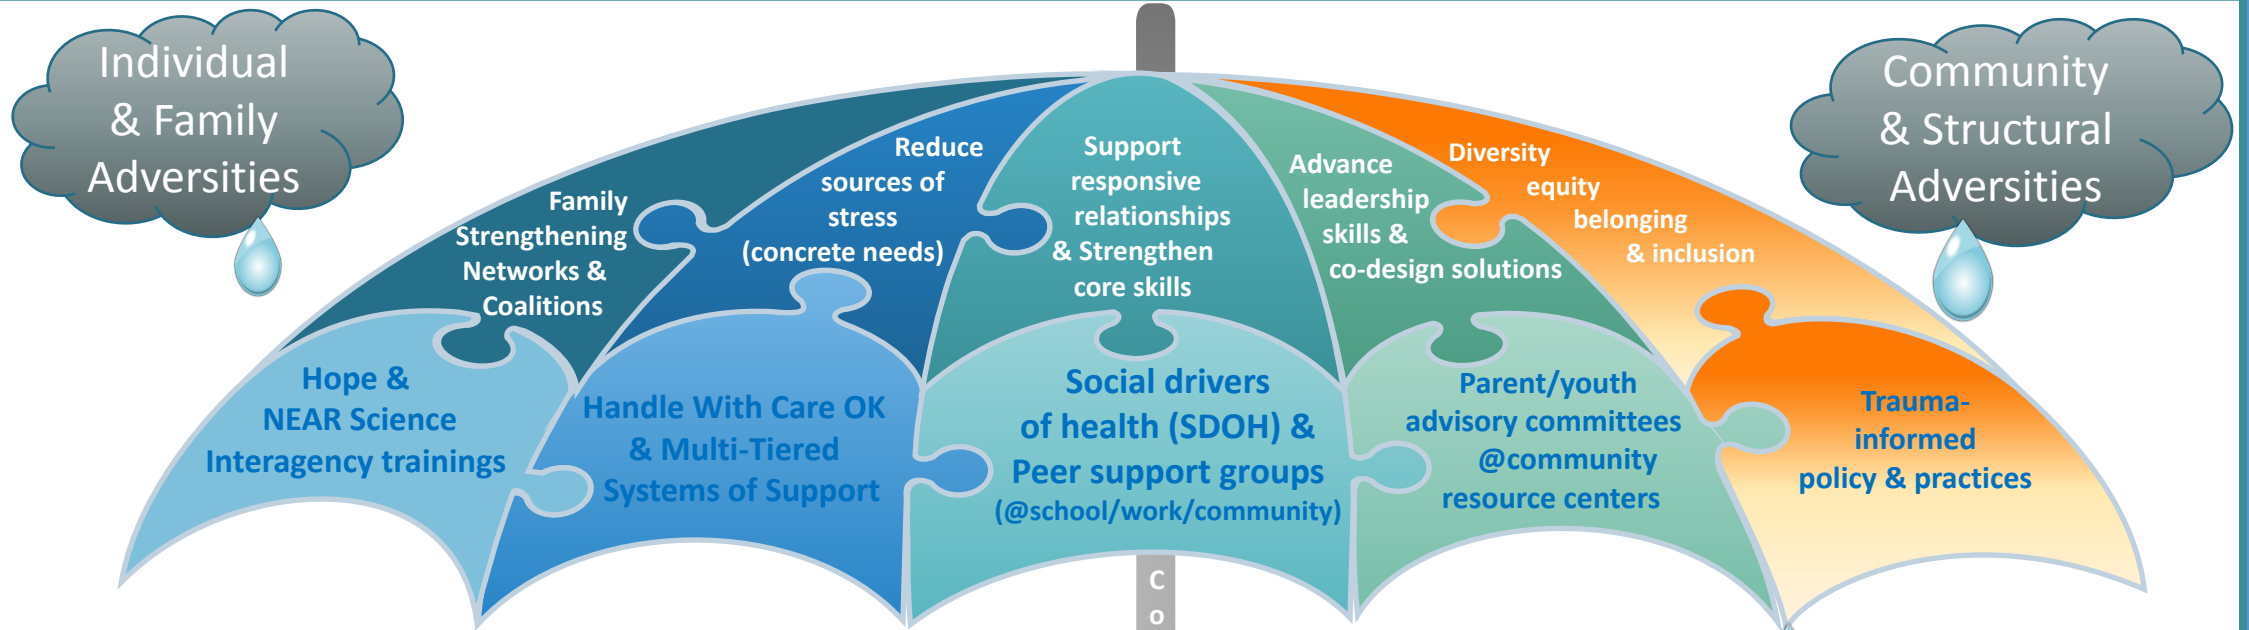 Individual
& Family
Adversities
Community
& Structural
Adversities
Family
Strengthening
Networks &
Coalitions
Reduce
sources of
stress
(concrete needs)
Support
responsive
relationships
& Strengthen
core skills
Advance
leadership
skills &
co-design solutions
Diversity
equity
belonging
& inclusion
Hope &
NEAR Science
Interagency trainings
Handle With Care OK
& Multi-Tiered
Systems of Support
Social drivers
of health (SDOH) &
Peer support groups
(@school/work/community)
Parent/youth
advisory committees
@community
resource centers
Trauma-
informed
policy & practices
C
o